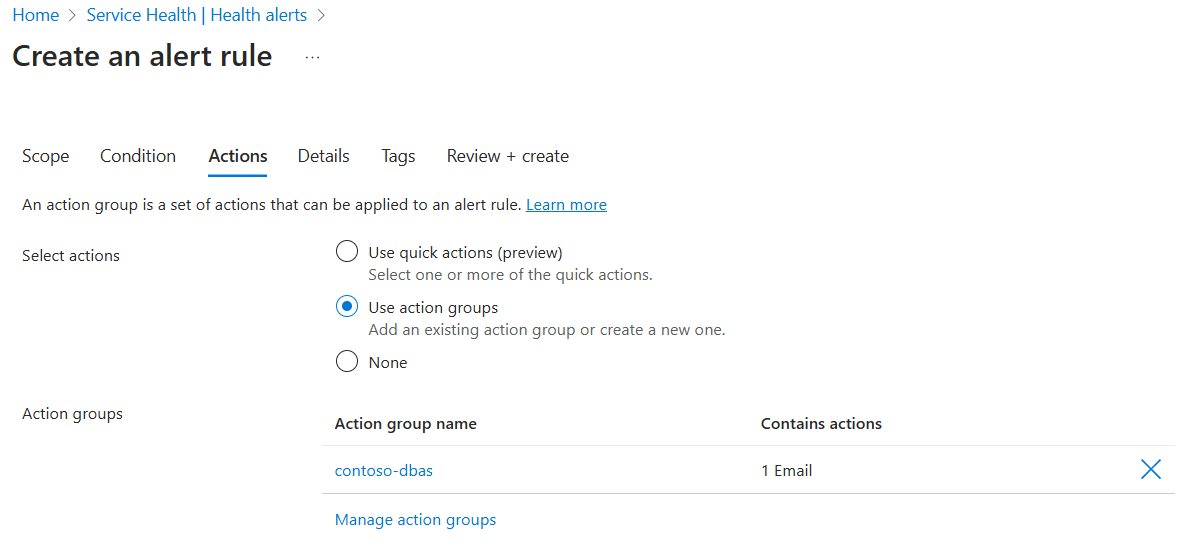 Home > Service Health | Health alerts >
Create an alert rule ...
Scope Condition Actions Details Tags Review + create
An action group is a set of actions that can be applied to an alert rule. Learn more
Select actions
Use quick actions (preview)
Select one or more of the quick actions.
Use action groups
Add an existing action group or create a new one.
None
Action groups
Action group name Contains actions
contoso-dbas 1 Email
Manage action groups